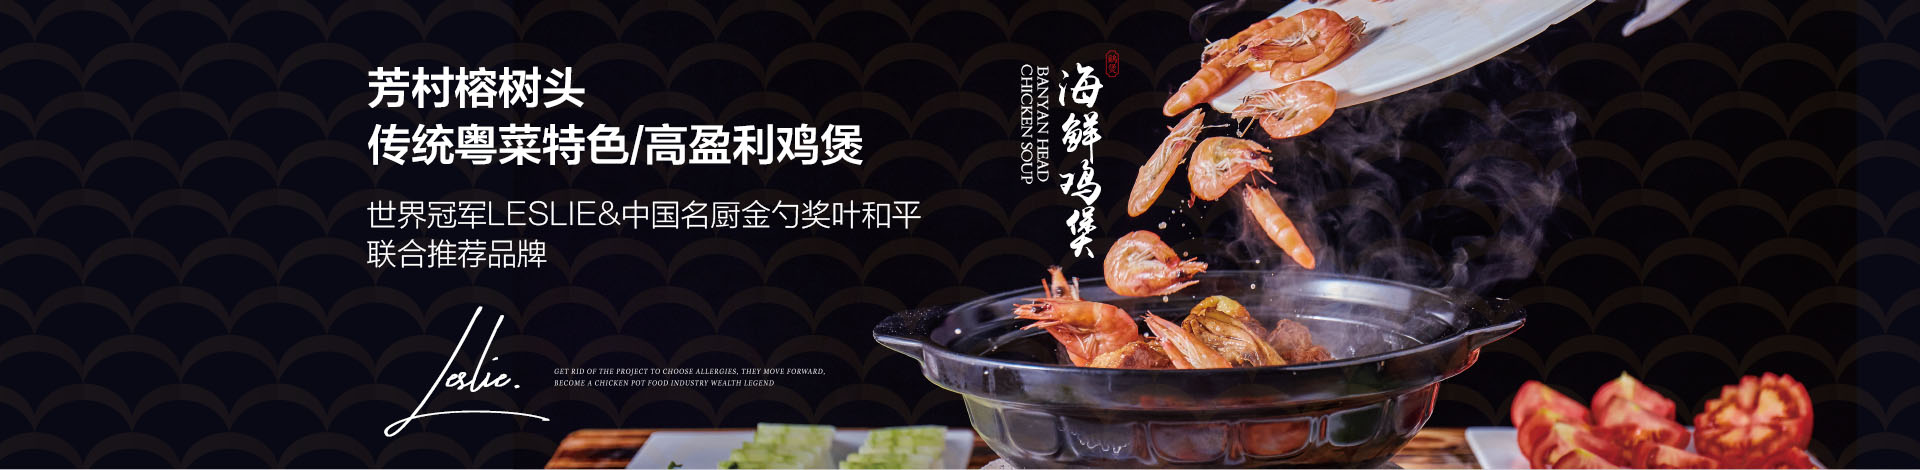 芳村榕树头
传统粤菜特色/高盈利鸡煲
世界冠军LESLIE&中国名厨金勺奖叶和平
联合推荐品牌
Leslie.
GET RID OF THE PROJECT TO CHOOSE ALLERGIES, THEY MOVE FORWARD,
BECOME A CHICKEN POT FOOD INDUSTRY WEALTH LEGEND
海鲜鸡煲
BANYAN HEAD
CHICKEN SOUP